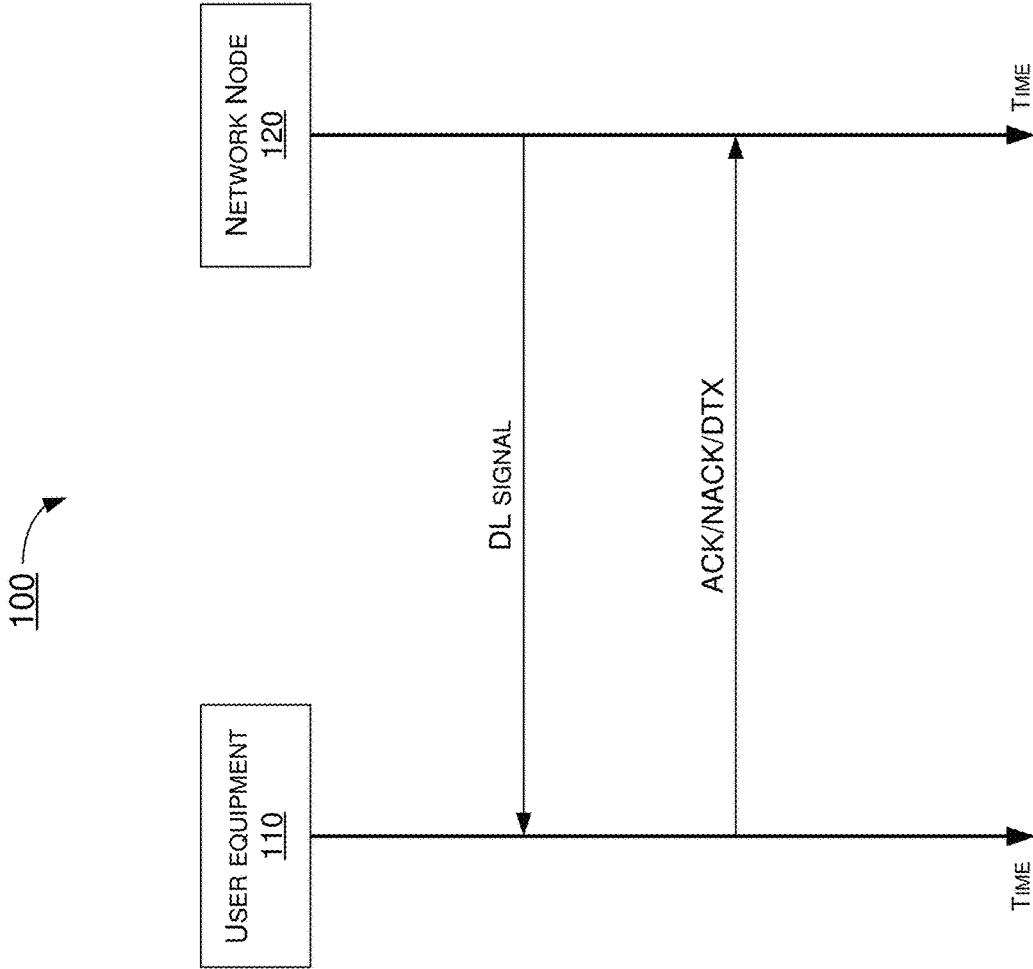 100
USER EQUIPMENT
110
NETWORK NODE
120
DL SIGNAL
ACK/NACK/DTX
TIME
TIME